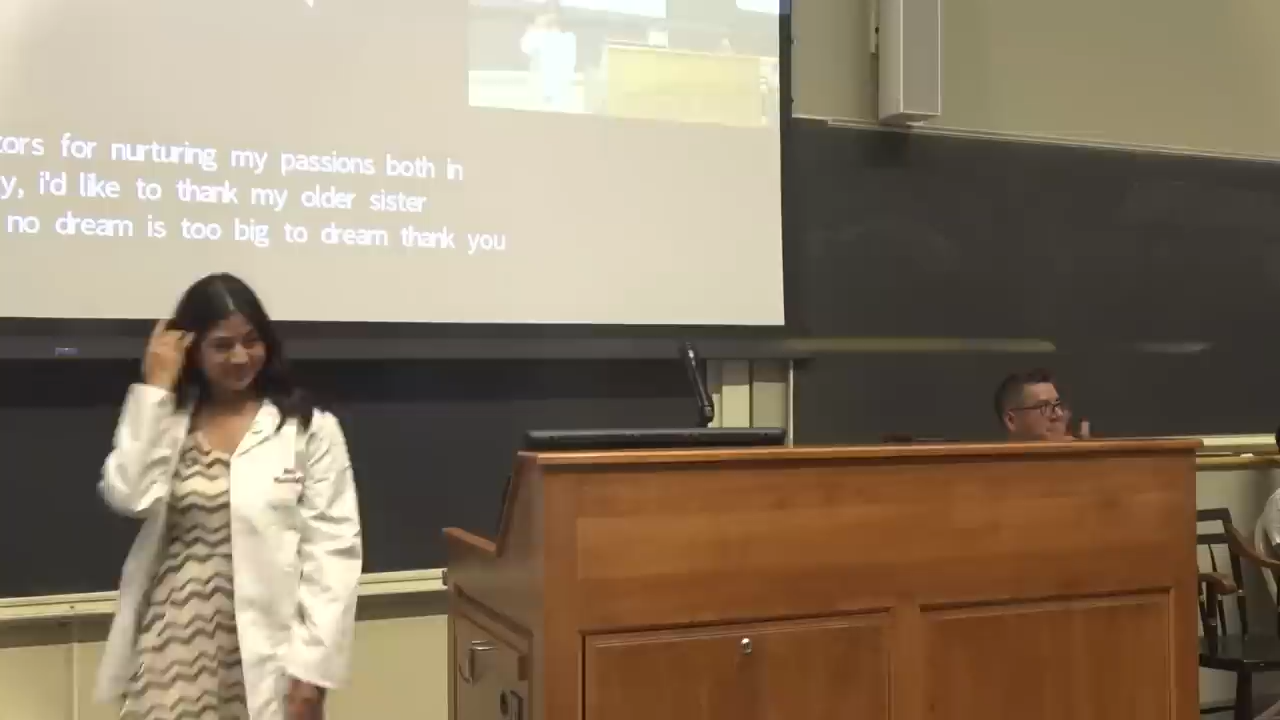 for nurturing my passions both in
i'd like to thank my older sister
no dream is too big to dream thank you